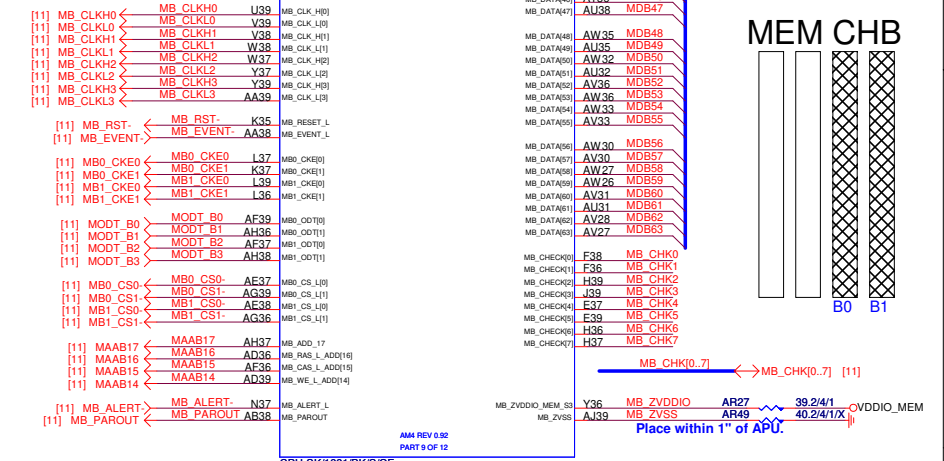 MB_CLKH0 U39 MB_CLK_H[0]
[11] MB_CLKH0
MB_CLKL0 V39 MB_CLK_L[0]
[11] MB_CLKL0
MB_CLKH1 V38 MB_CLK_H[1]
[11] MB_CLKH1
MB_CLKL1 W38 MB_CLK_L[1]
[11] MB_CLKL1
MB_CLKH2 W37 MB_CLK_H[2]
[11] MB_CLKH2
MB_CLKL2 Y37 MB_CLK_L[2]
[11] MB_CLKL2
MB_CLKH3 Y39 MB_CLK_H[3]
[11] MB_CLKH3
MB_CLKL3 AA39 MB_CLK_L[3]
[11] MB_CLKL3
[11] MB_RST- MB_RST- K35 MB_RESET_L
[11] MB_EVENT- MB_EVENT- AA38 MB_EVENT_L
[11] MB0_CKE0 MB0_CKE0 L37 MB0_CKE[0]
[11] MB0_CKE1 MB0_CKE1 K37 MB0_CKE[1]
[11] MB1_CKE0 MB1_CKE0 L39 MB1_CKE[0]
[11] MB1_CKE1 MB1_CKE1 L36 MB1_CKE[1]
[11] MODT_B0 MODT_B0 AF39 MB0_ODT[0]
[11] MODT_B1 MODT_B1 AH36 MB0_ODT[1]
[11] MODT_B2 MODT_B2 AF37 MB1_ODT[0]
[11] MODT_B3 MODT_B3 AH38 MB1_ODT[1]
[11] MB0_CS0- MB0_CS0- AE37 MB0_CS_L[0]
[11] MB0_CS1- MB0_CS1- AG39 MB0_CS_L[1]
[11] MB1_CS0- MB1_CS0- AE38 MB1_CS_L[0]
[11] MB1_CS1- MB1_CS1- AG36 MB1_CS_L[1]
[11] MAAB17 MAAB17 AH37 MB_ADD_17
[11] MAAB16 MAAB16 AD36 MB_RAS_L_ADD[16]
[11] MAAB15 MAAB15 AF36 MB_CAS_L_ADD[15]
[11] MAAB14 MAAB14 AD39 MB_WE_L_ADD[14]
[11] MB_ALERT- MB_ALERT- N37 MB_ALERT_L
[11] MB_PAROUT MB_PAROUT AB38 MB_PAROUT
MB_DATA[47] AU38 MDB47
MB_DATA[48] AW35 MDB48
MB_DATA[49] AU35 MDB49
MB_DATA[50] AW32 MDB50
MB_DATA[51] AU32 MDB51
MB_DATA[52] AV36 MDB52
MB_DATA[53] AW36 MDB53
MB_DATA[54] AW33 MDB54
MB_DATA[55] AV33 MDB55
MB_DATA[56] AW30 MDB56
MB_DATA[57] AV30 MDB57
MB_DATA[58] AW27 MDB58
MB_DATA[59] AW26 MDB59
MB_DATA[60] AV31 MDB60
MB_DATA[61] AU31 MDB61
MB_DATA[62] AV28 MDB62
MB_DATA[63] AV27 MDB63
MB_CHECK[0] F38 MB_CHK0
MB_CHECK[1] F36 MB_CHK1
MB_CHECK[2] H39 MB_CHK2
MB_CHECK[3] J39 MB_CHK3
MB_CHECK[4] E37 MB_CHK4
MB_CHECK[5] E39 MB_CHK5
MB_CHECK[6] H36 MB_CHK6
MB_CHECK[7] H37 MB_CHK7
MB_CHK[0..7] MB_CHK[0..7] [11]
MB_ZVDDIO_MEM_S3 Y36 MB_ZVDDIO AR27 39.2/4/1 VDDIO_MEM
MB_ZVSS AJ39 MB_ZVSS AR49 40.2/4/1/X
Place within 1" of APU.
AM4 REV 0.92
PART 9 OF 12
MEM CHB
B0 B1